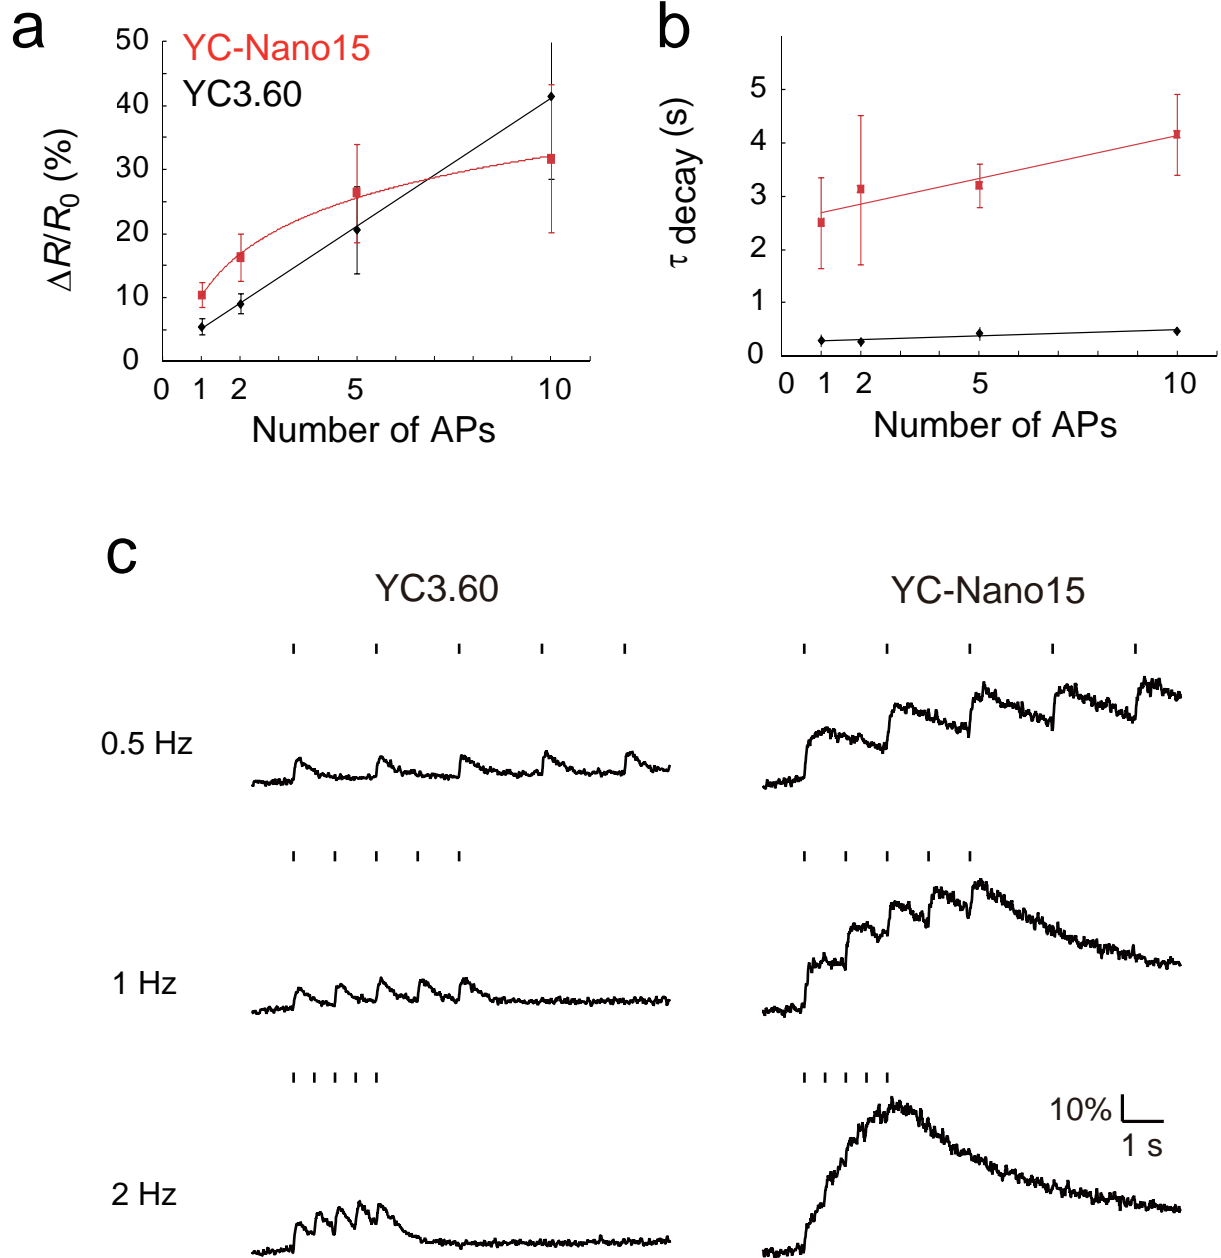 a
YC-Nano15
YC3.60
50
40
30
20
10
0
ΔR/R0 (%)
0 1 2 5 10
Number of APs
b
5
4
3
2
1
0
τ decay (s)
0 1 2 5 10
Number of APs
c
YC3.60 YC-Nano15
0.5 Hz
1 Hz
10%
1 s
2 Hz